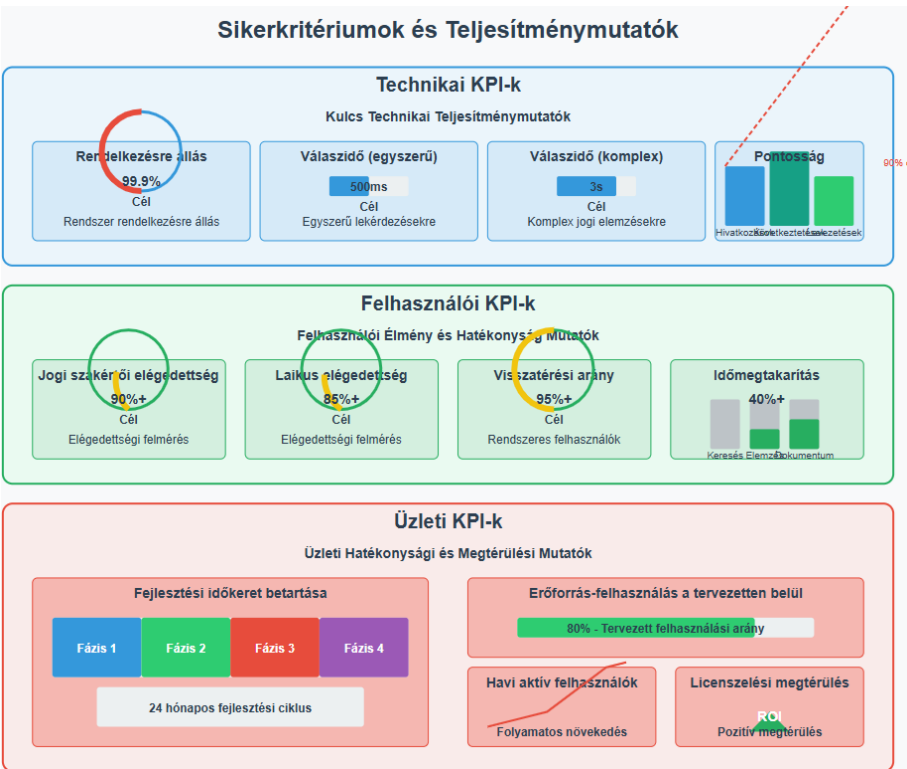 Sikerkritériumok és Teljesítménymutatók
Technikai KPI-k
Kulcs Technikai Teljesítménymutatók
Rendelkezésre állás
99.9%
Cél
Rendszer rendelkezésre állás
Válaszidő (egyszerű)
500ms
Cél
Egyszerű lekérdezésekre
Válaszidő (komplex)
3s
Cél
Komplex jogi elemzésekre
Pontosság
90%
Felhasználói KPI-k
Felhasználói Élmény és Hatékonyság Mutatók
Jogi szakértői elégedettség
90%+
Cél
Elégedettségi felmérés
Laikus elégedettség
85%+
Cél
Elégedettségi felmérés
Visszatérési arány
95%+
Cél
Rendszeres felhasználók
Időmegtakarítás
40%+
Keresés
Elemzés
Dokumentum
Üzleti KPI-k
Üzleti Hatékonysági és Megtérülési Mutatók
Fejlesztési időkeret betartása
Fázis 1
Fázis 2
Fázis 3
Fázis 4
24 hónapos fejlesztési ciklus
Erőforrás-felhasználás a tervezetten belül
80% - Tervezett felhasználási arány
Havi aktív felhasználók
Folyamatos növekedés
Licenszelési megtérülés
ROI
Pozitív megtérülés